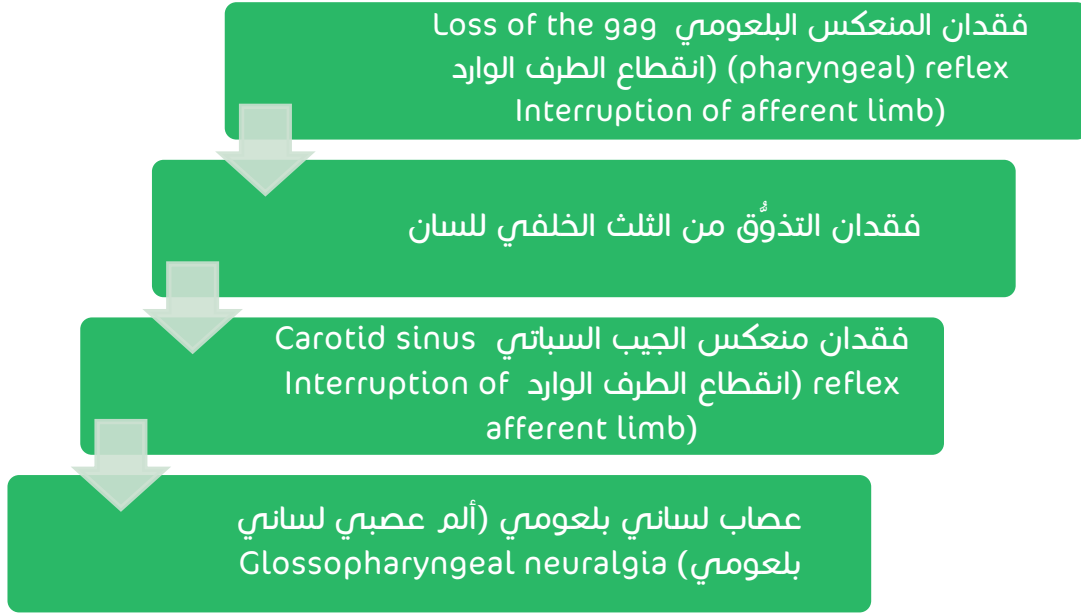 فقدان المنعكس البلعومي Loss of the gag
(pharyngeal) reflex (انقطاع الطرف الوارد
Interruption of afferent limb)
فقدان التذوُّق من الثلث الخلفي للسان
فقدان منعكس الجيب السباتي Carotid sinus
reflex (انقطاع الطرف الوارد Interruption of
afferent limb)
عصاب لساني بلعومي (ألم عصبي لساني
بلعومي) Glossopharyngeal neuralgia